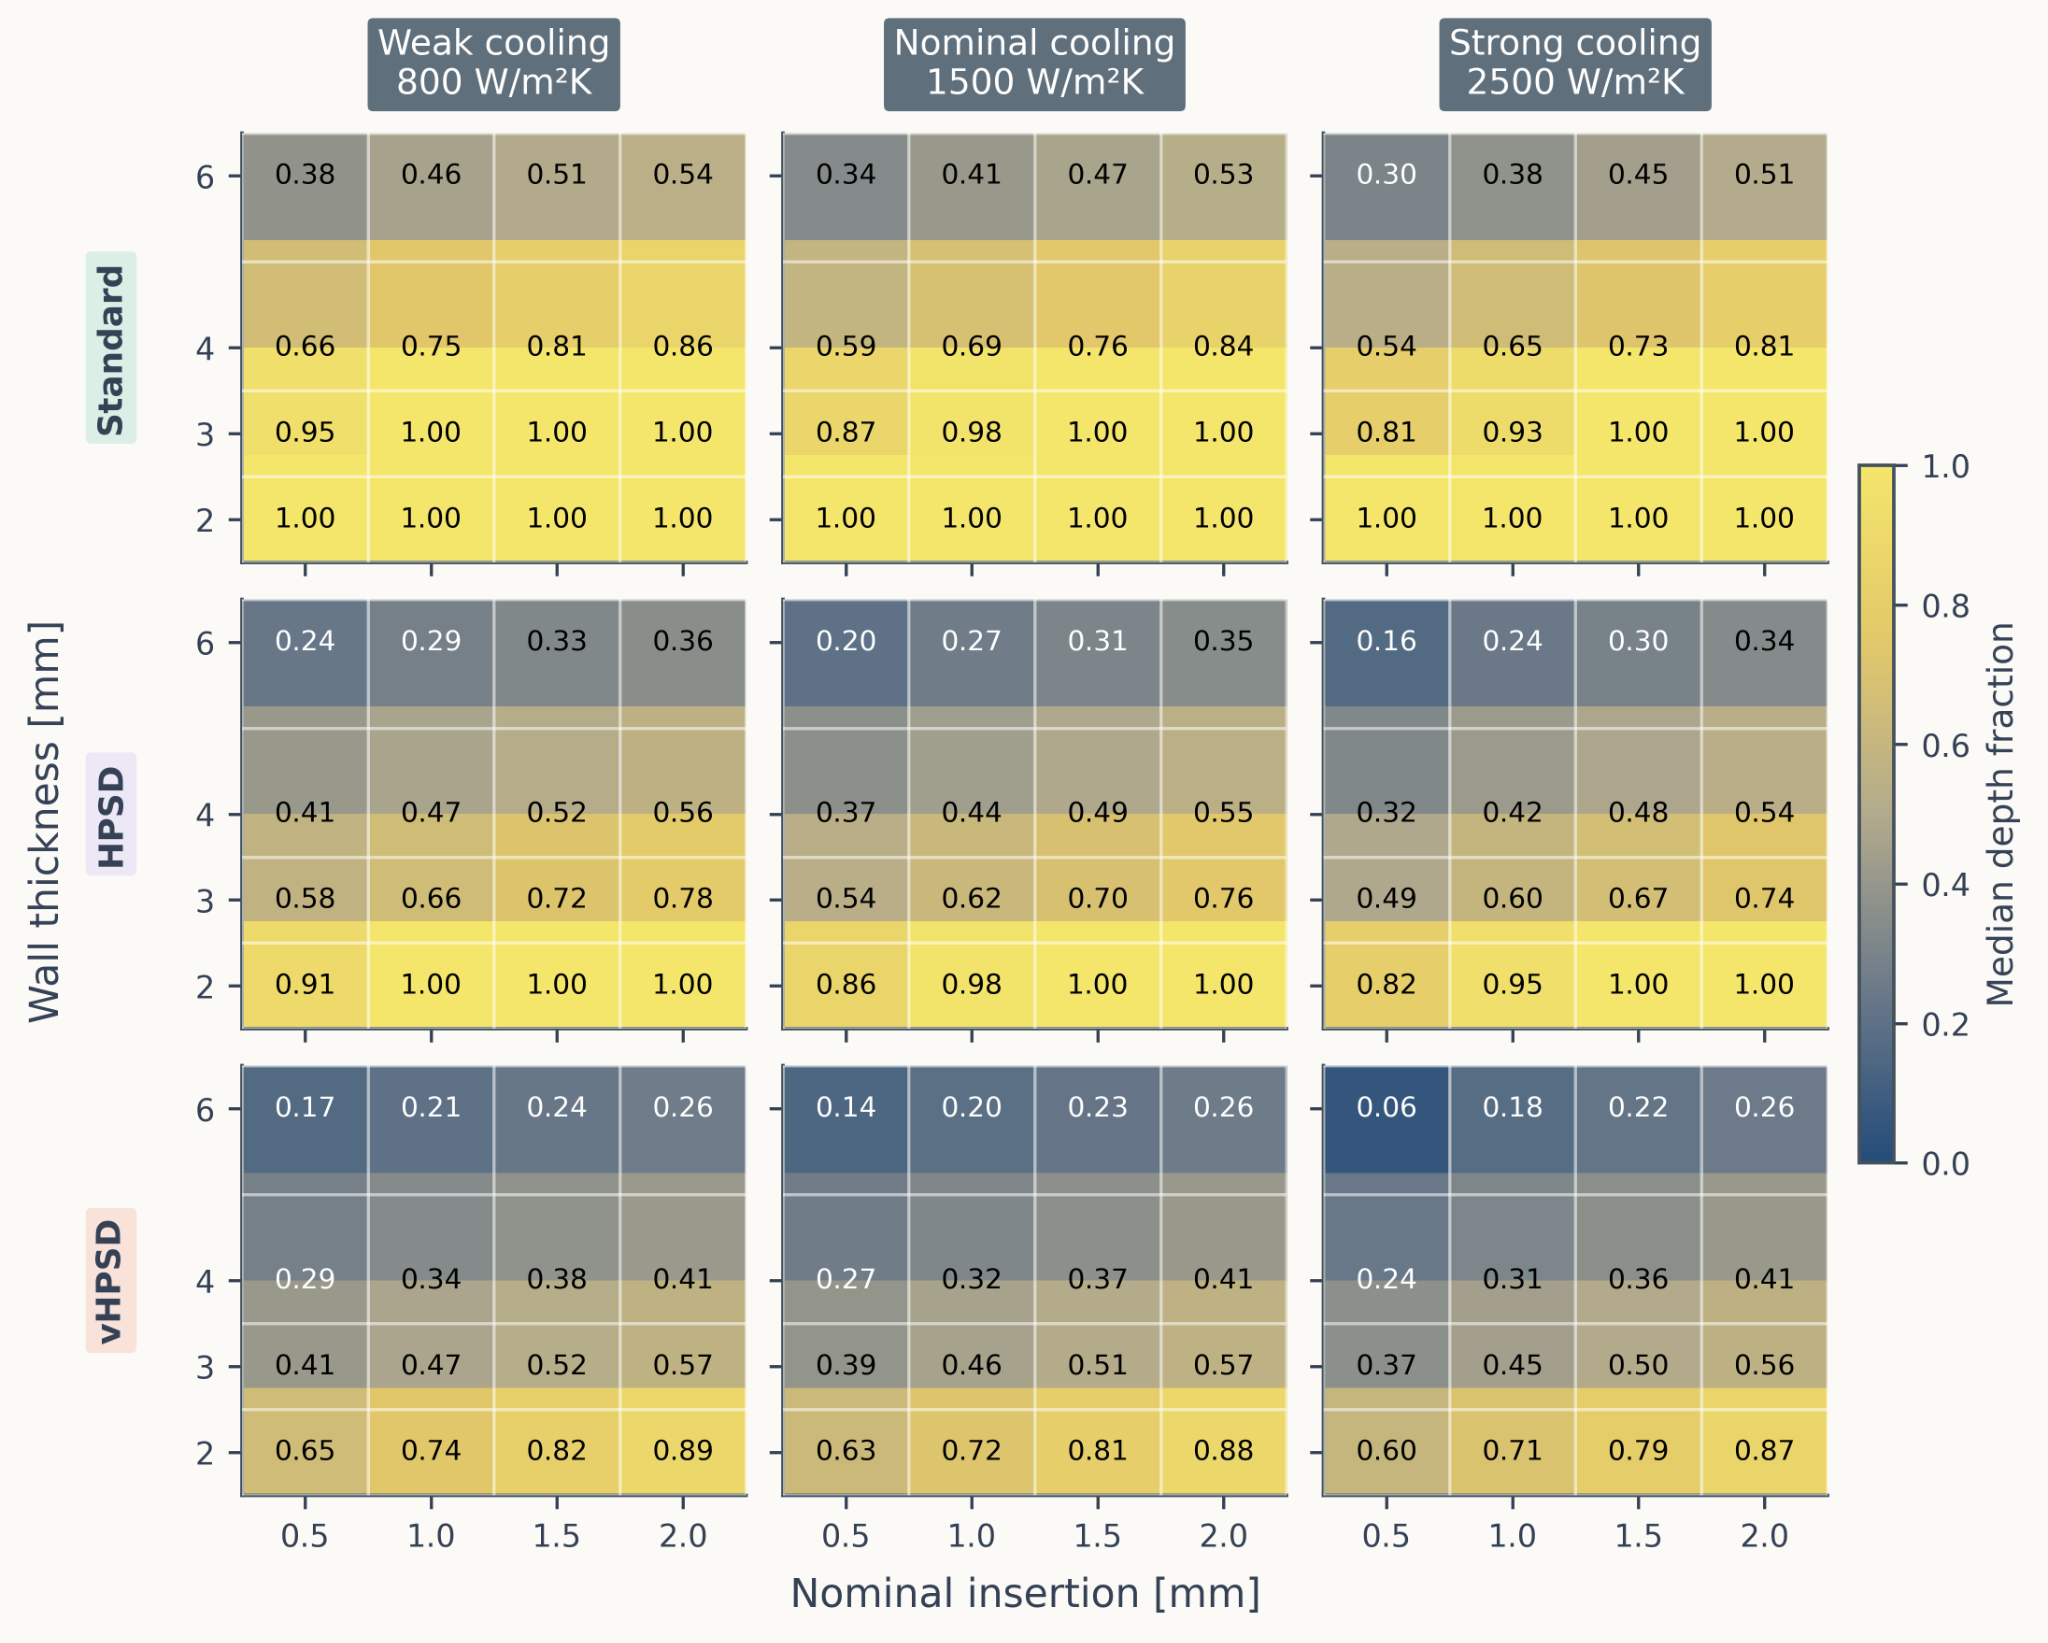 Weak cooling
800 W/m²K
Nominal cooling
1500 W/m²K
Strong cooling
2500 W/m²K
Wall thickness [mm]
Standard
6 0.38 0.46 0.51 0.54 0.34 0.41 0.47 0.53 0.30 0.38 0.45 0.51
4 0.66 0.75 0.81 0.86 0.59 0.69 0.76 0.84 0.54 0.65 0.73 0.81
3 0.95 1.00 1.00 1.00 0.87 0.98 1.00 1.00 0.81 0.93 1.00 1.00
2 1.00 1.00 1.00 1.00 1.00 1.00 1.00 1.00 1.00 1.00 1.00 1.00
HPSD
6 0.24 0.29 0.33 0.36 0.20 0.27 0.31 0.35 0.16 0.24 0.30 0.34
4 0.41 0.47 0.52 0.56 0.37 0.44 0.49 0.55 0.32 0.42 0.48 0.54
3 0.58 0.66 0.72 0.78 0.54 0.62 0.70 0.76 0.49 0.60 0.67 0.74
2 0.91 1.00 1.00 1.00 0.86 0.98 1.00 1.00 0.82 0.95 1.00 1.00
vHPSD
6 0.17 0.21 0.24 0.26 0.14 0.20 0.23 0.26 0.06 0.18 0.22 0.26
4 0.29 0.34 0.38 0.41 0.27 0.32 0.37 0.41 0.24 0.31 0.36 0.41
3 0.41 0.47 0.52 0.57 0.39 0.46 0.51 0.57 0.37 0.45 0.50 0.56
2 0.65 0.74 0.82 0.89 0.63 0.72 0.81 0.88 0.60 0.71 0.79 0.87
0.5 1.0 1.5 2.0 0.5 1.0 1.5 2.0 0.5 1.0 1.5 2.0
Nominal insertion [mm]
1.0
0.8
0.6
0.4
0.2
0.0
Median depth fraction